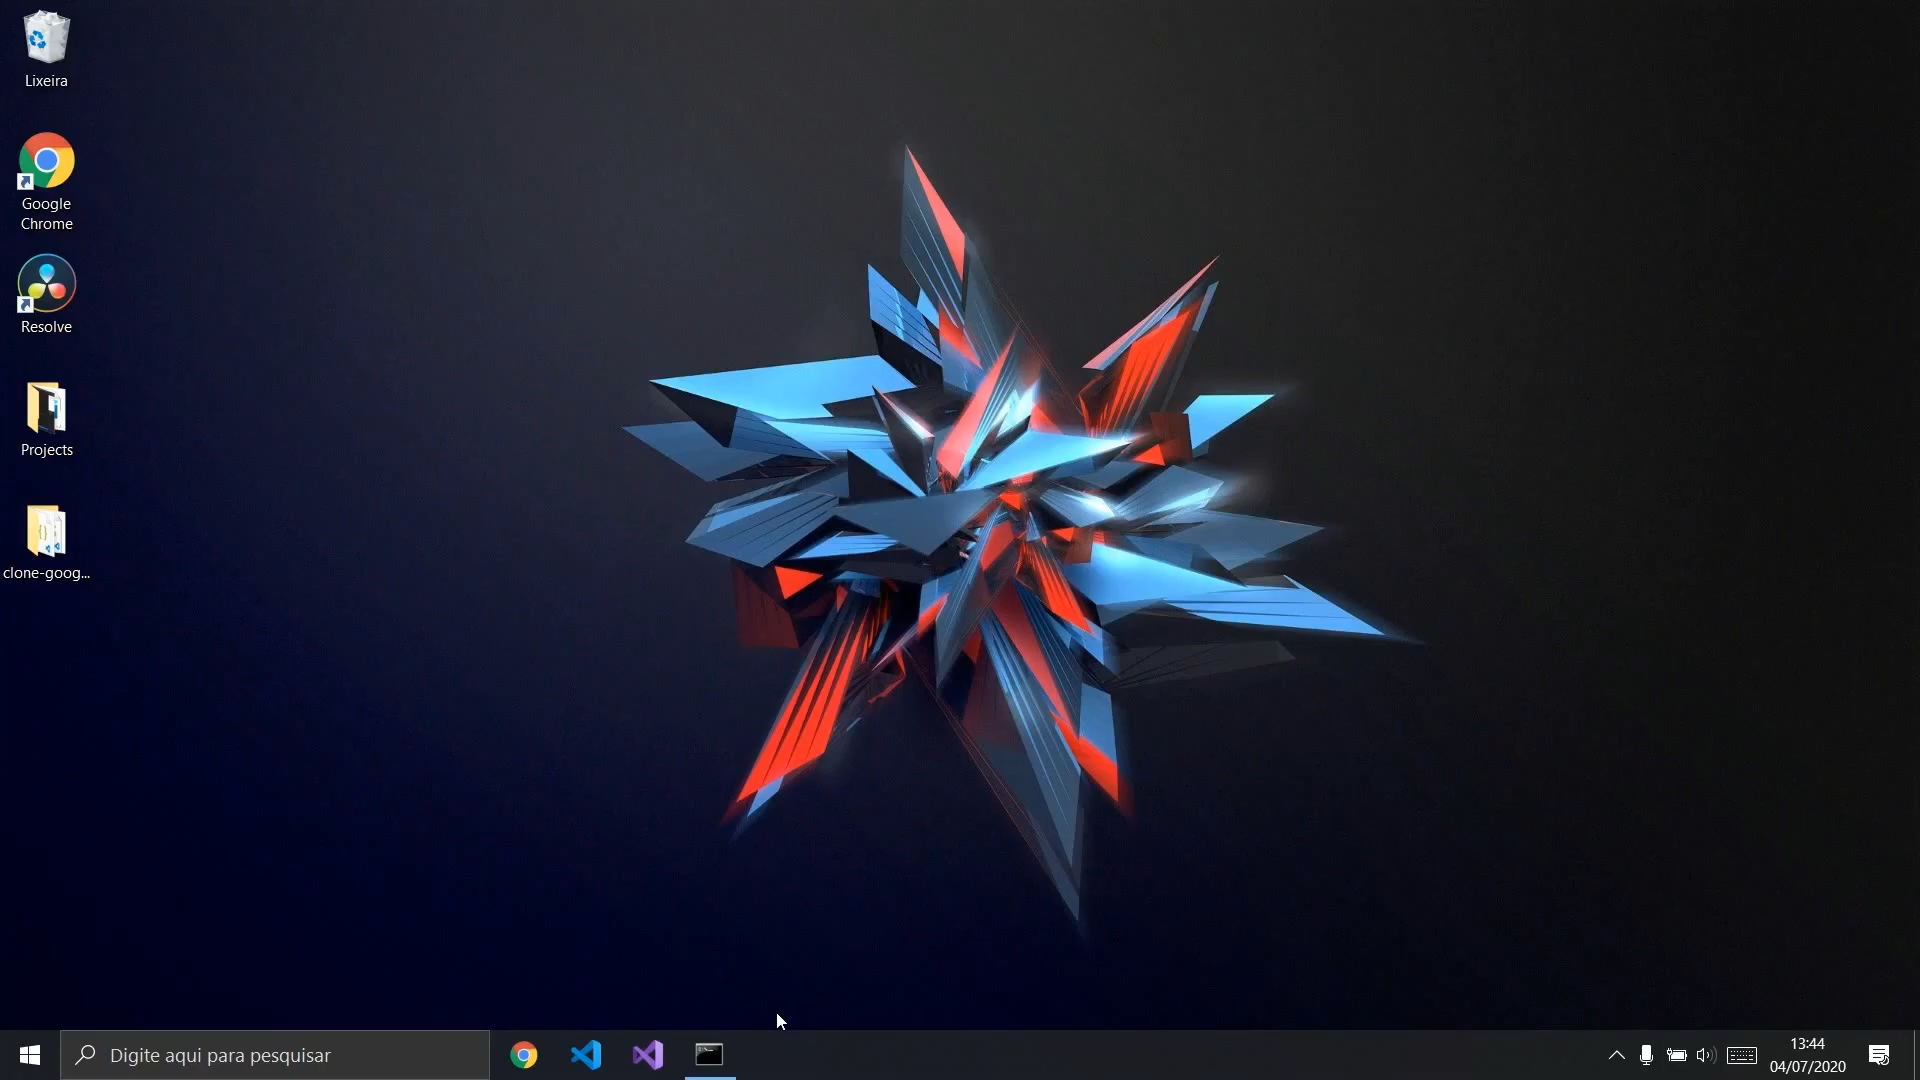 Lixeira
Google
Chrome
Resolve
Projects
clone-goog...
Digite aqui para pesquisar
13:44
04/07/2020